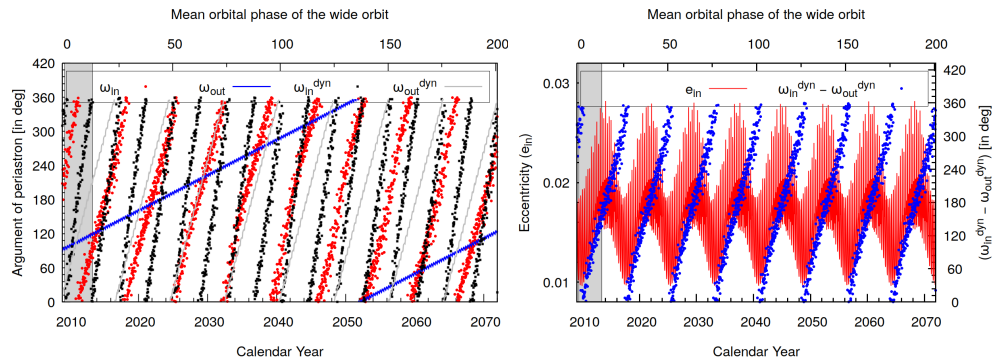 Mean orbital phase of the wide orbit
0 50 100 150 200
Argument of periastron [in deg]
420
360
300
240
180
120
60
0
ω_in ω_out ω_in^dyn ω_out^dyn
2010 2020 2030 2040 2050 2060 2070
Calendar Year
Mean orbital phase of the wide orbit
0 50 100 150 200
Eccentricity (e_in)
0.03
0.02
0.01
e_in ω_in^dyn − ω_out^dyn
420
360
300
240
180
120
60
0
(ω_in^dyn − ω_out^dyn) [in deg]
2010 2020 2030 2040 2050 2060 2070
Calendar Year